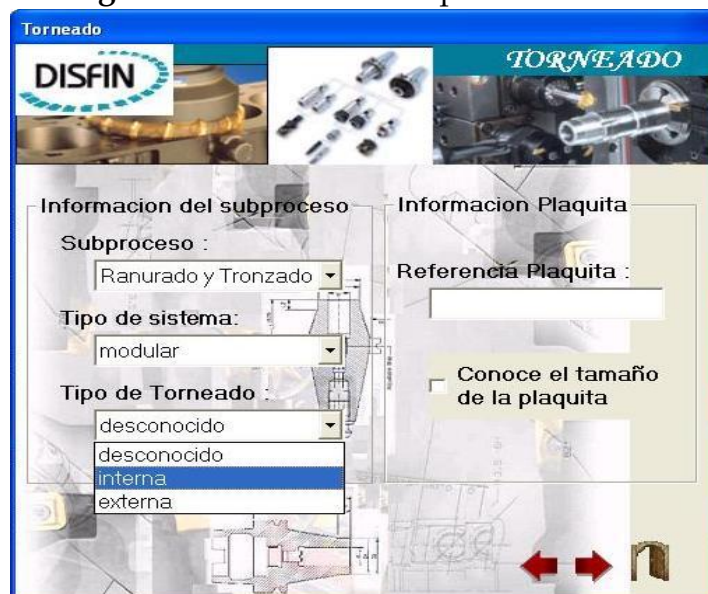 Torneado
DISFIN
TORNEADO
Informacion del subproceso
Subproceso :
Ranurado y Tronzado
Tipo de sistema:
modular
Tipo de Torneado :
desconocido
desconocido
interna
externa
Informacion Plaquita
Referencia Plaquita :
Conoce el tamaño
de la plaquita